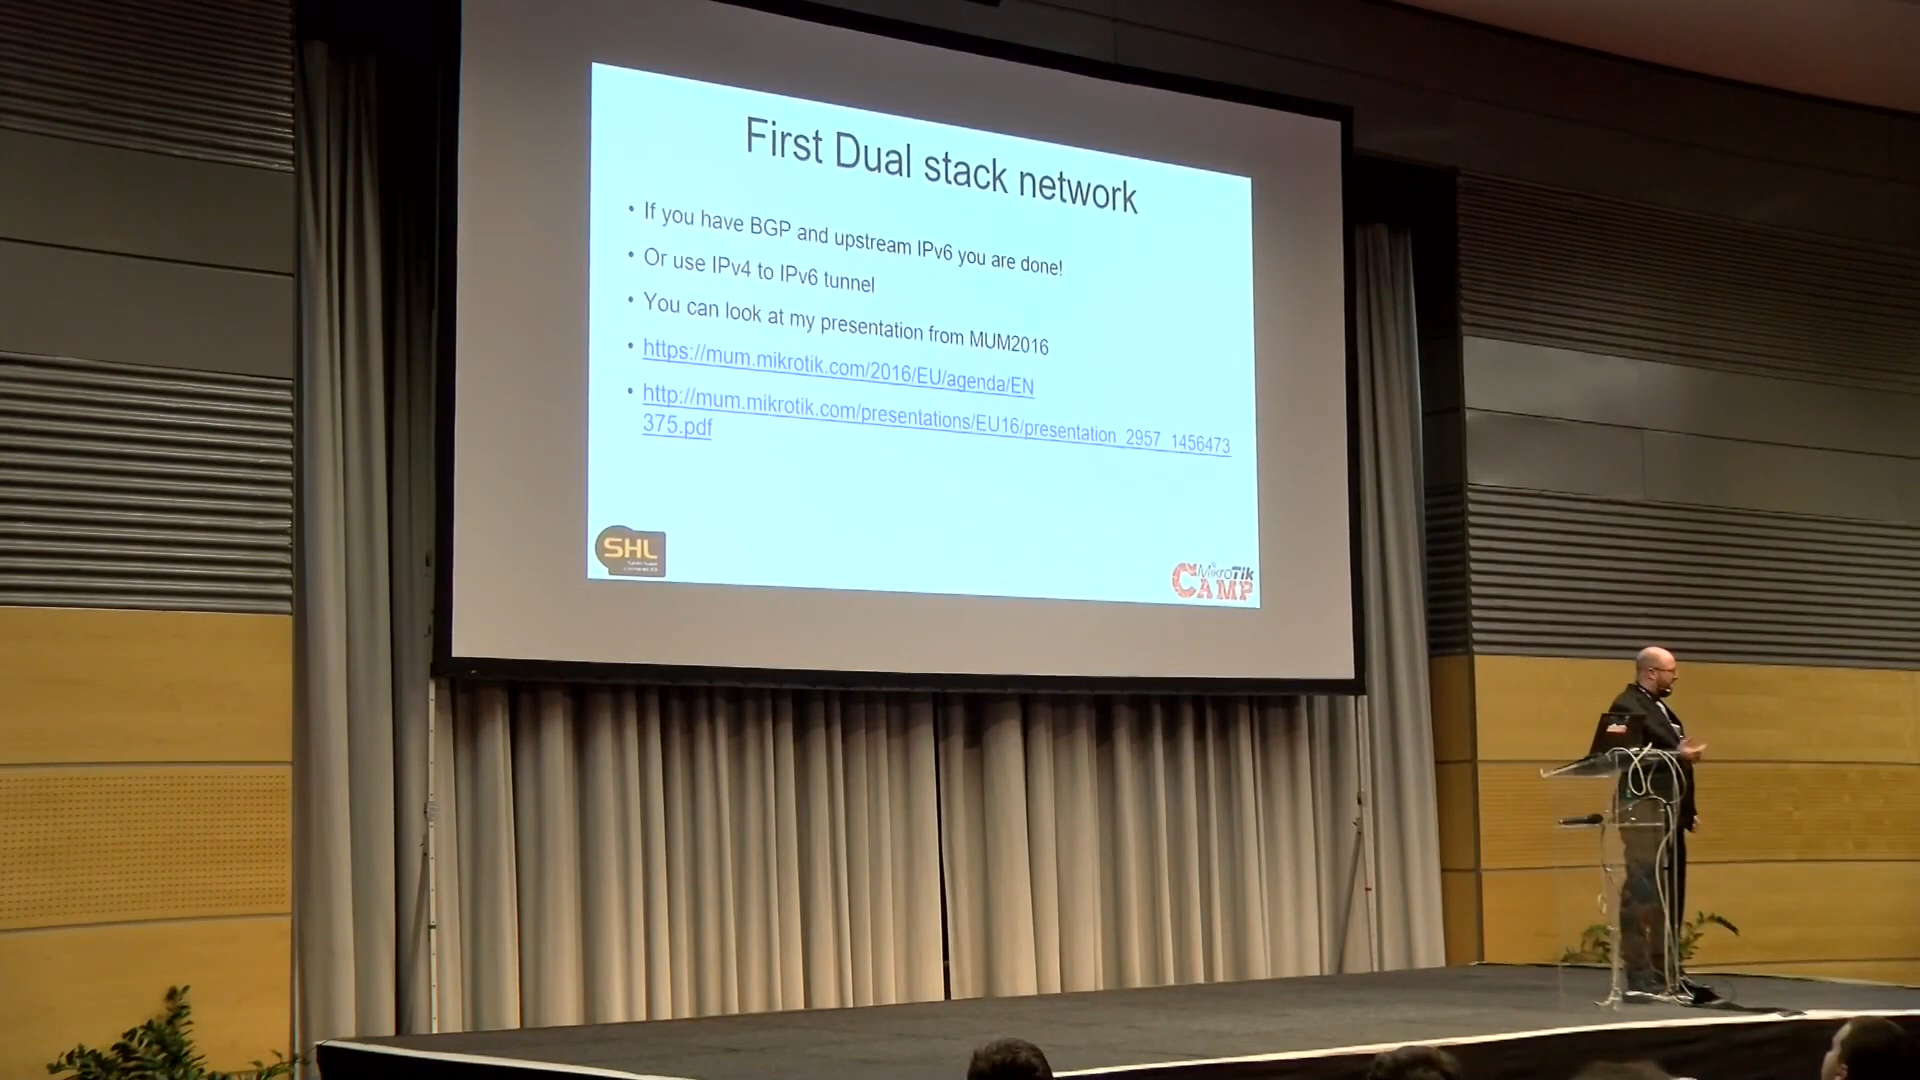 First Dual stack network
• If you have BGP and upstream IPv6 you are done!
• Or use IPv4 to IPv6 tunnel
• You can look at my presentation from MUM2016
• https://mum.mikrotik.com/2016/EU/agenda/EN
• http://mum.mikrotik.com/presentations/EU16/presentation_2957_1456473
375.pdf
SHL
MikroTik
CAMP